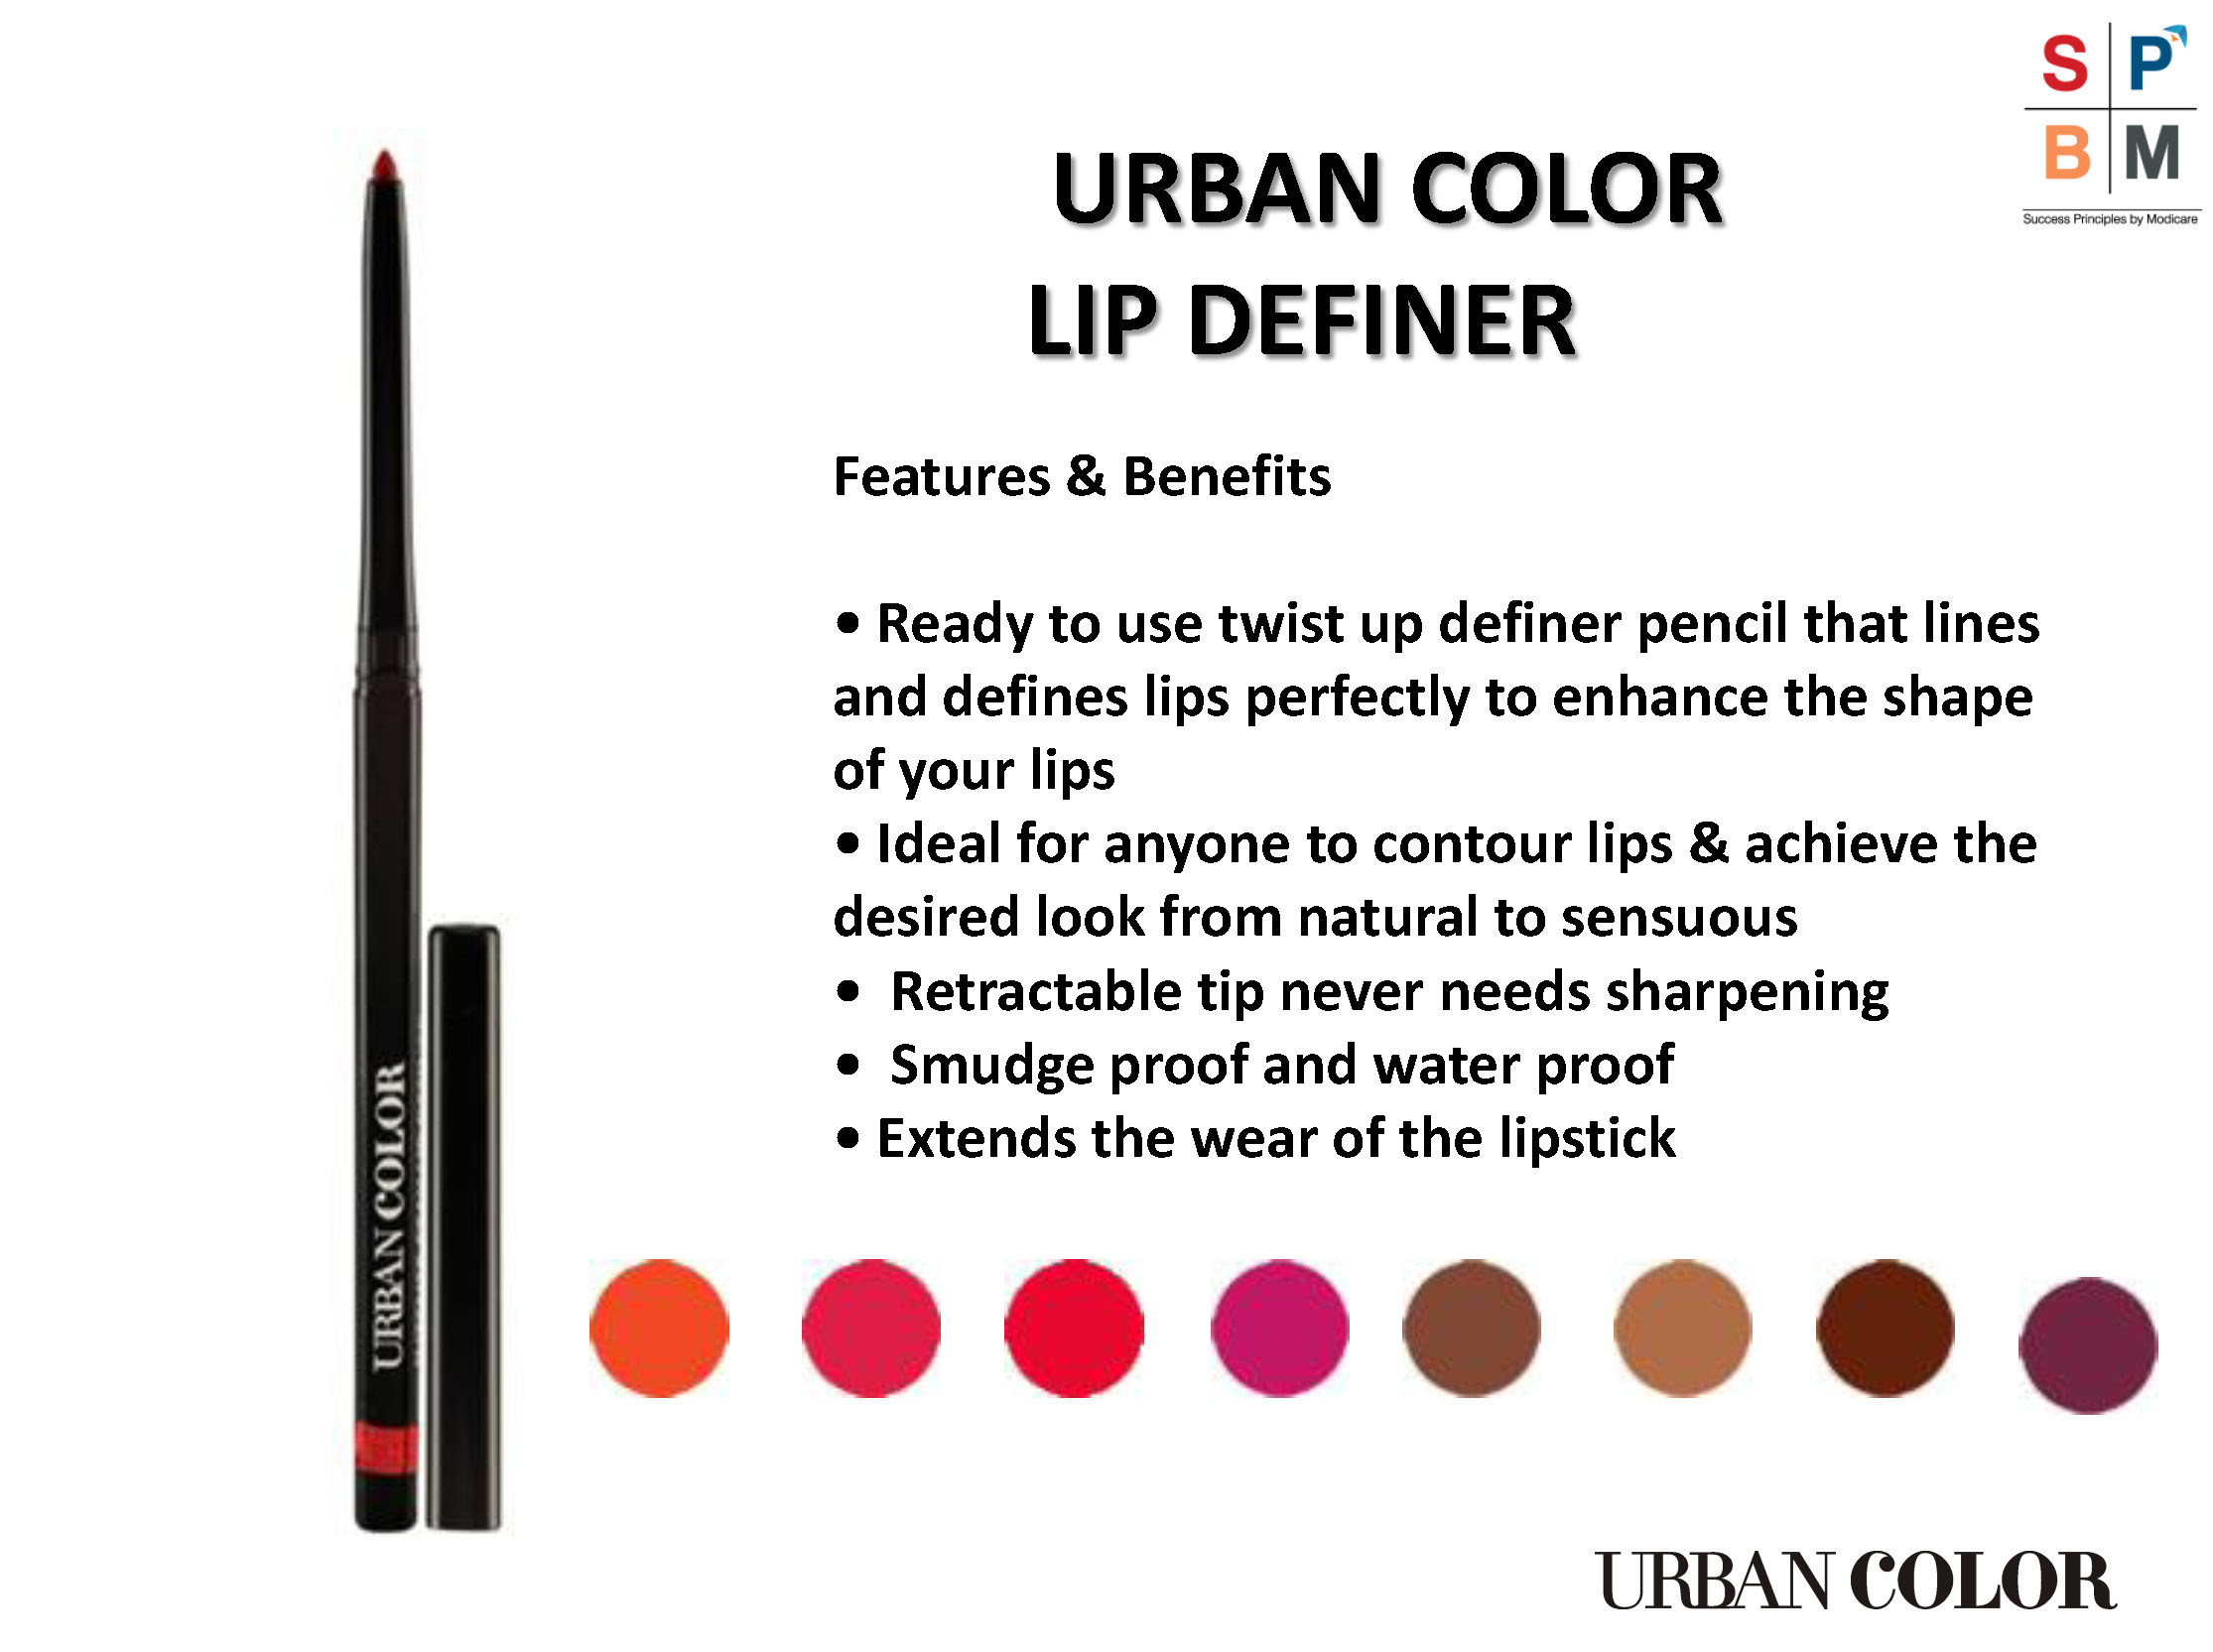 S P
B M
Success Principles by Modicare
URBAN COLOR
LIP DEFINER
Features & Benefits
• Ready to use twist up definer pencil that lines
and defines lips perfectly to enhance the shape
of your lips
• Ideal for anyone to contour lips & achieve the
desired look from natural to sensuous
• Retractable tip never needs sharpening
• Smudge proof and water proof
• Extends the wear of the lipstick
URBAN COLOR
URBAN COLOR